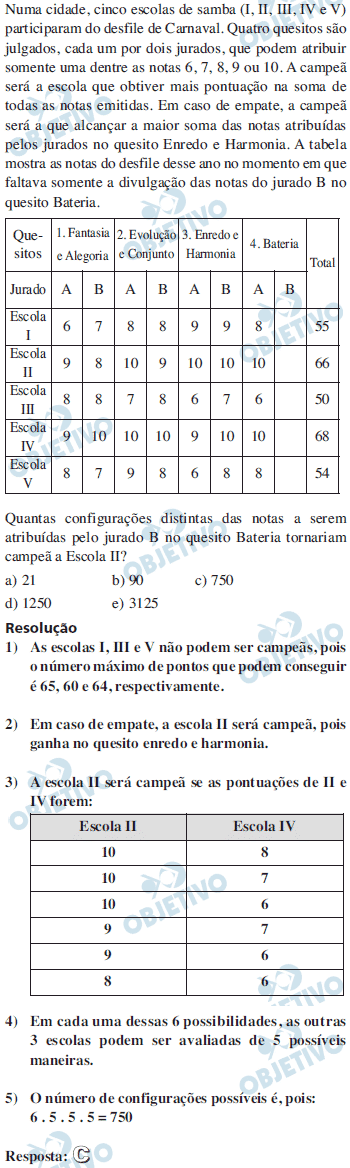 Numa cidade, cinco escolas de samba (I, II, III, IV e V)
participaram do desfile de Carnaval. Quatro quesitos são
julgados, cada um por dois jurados, que podem atribuir
somente uma dentre as notas 6, 7, 8, 9 ou 10. A campeã
será a escola que obtiver mais pontuação na soma de
todas as notas emitidas. Em caso de empate, a campeã
será a que alcançar a maior soma das notas atribuídas
pelos jurados no quesito Enredo e Harmonia. A tabela
mostra as notas do desfile desse ano no momento em que
faltava somente a divulgação das notas do jurado B no
quesito Bateria.
Que-
sitos
1. Fantasia
e Alegoria
2. Evolução
e Conjunto
3. Enredo e
Harmonia
4. Bateria
Total
Jurado A B A B A B A B
Escola
I
6 7 8 8 9 9 8 55
Escola
II
9 8 10 9 10 10 10 66
Escola
III
8 8 7 8 6 7 6 50
Escola
IV
9 10 10 10 9 10 10 68
Escola
V
8 7 9 8 6 8 8 54
Quantas configurações distintas das notas a serem
atribuídas pelo jurado B no quesito Bateria tornariam
campeã a Escola II?
a) 21 b) 90 c) 750
d) 1250 e) 3125
Resolução
1) As escolas I, III e V não podem ser campeãs, pois
o número máximo de pontos que podem conseguir
é 65, 60 e 64, respectivamente.
2) Em caso de empate, a escola II será campeã, pois
ganha no quesito enredo e harmonia.
3) A escola II será campeã se as pontuações de II e
IV forem:
Escola II Escola IV
10 8
10 7
10 6
9 7
9 6
8 6
4) Em cada uma dessas 6 possibilidades, as outras
3 escolas podem ser avaliadas de 5 possíveis
maneiras.
5) O número de configurações possíveis é, pois:
6 . 5 . 5 . 5 = 750
Resposta: C
OBJETIVO
OBJETIVO
OBJETIVO
OBJETIVO
OBJETIVO
OBJETIVO
OBJETIVO
OBJETIVO
OBJETIVO
OBJETIVO
OBJETIVO
OBJETIVO